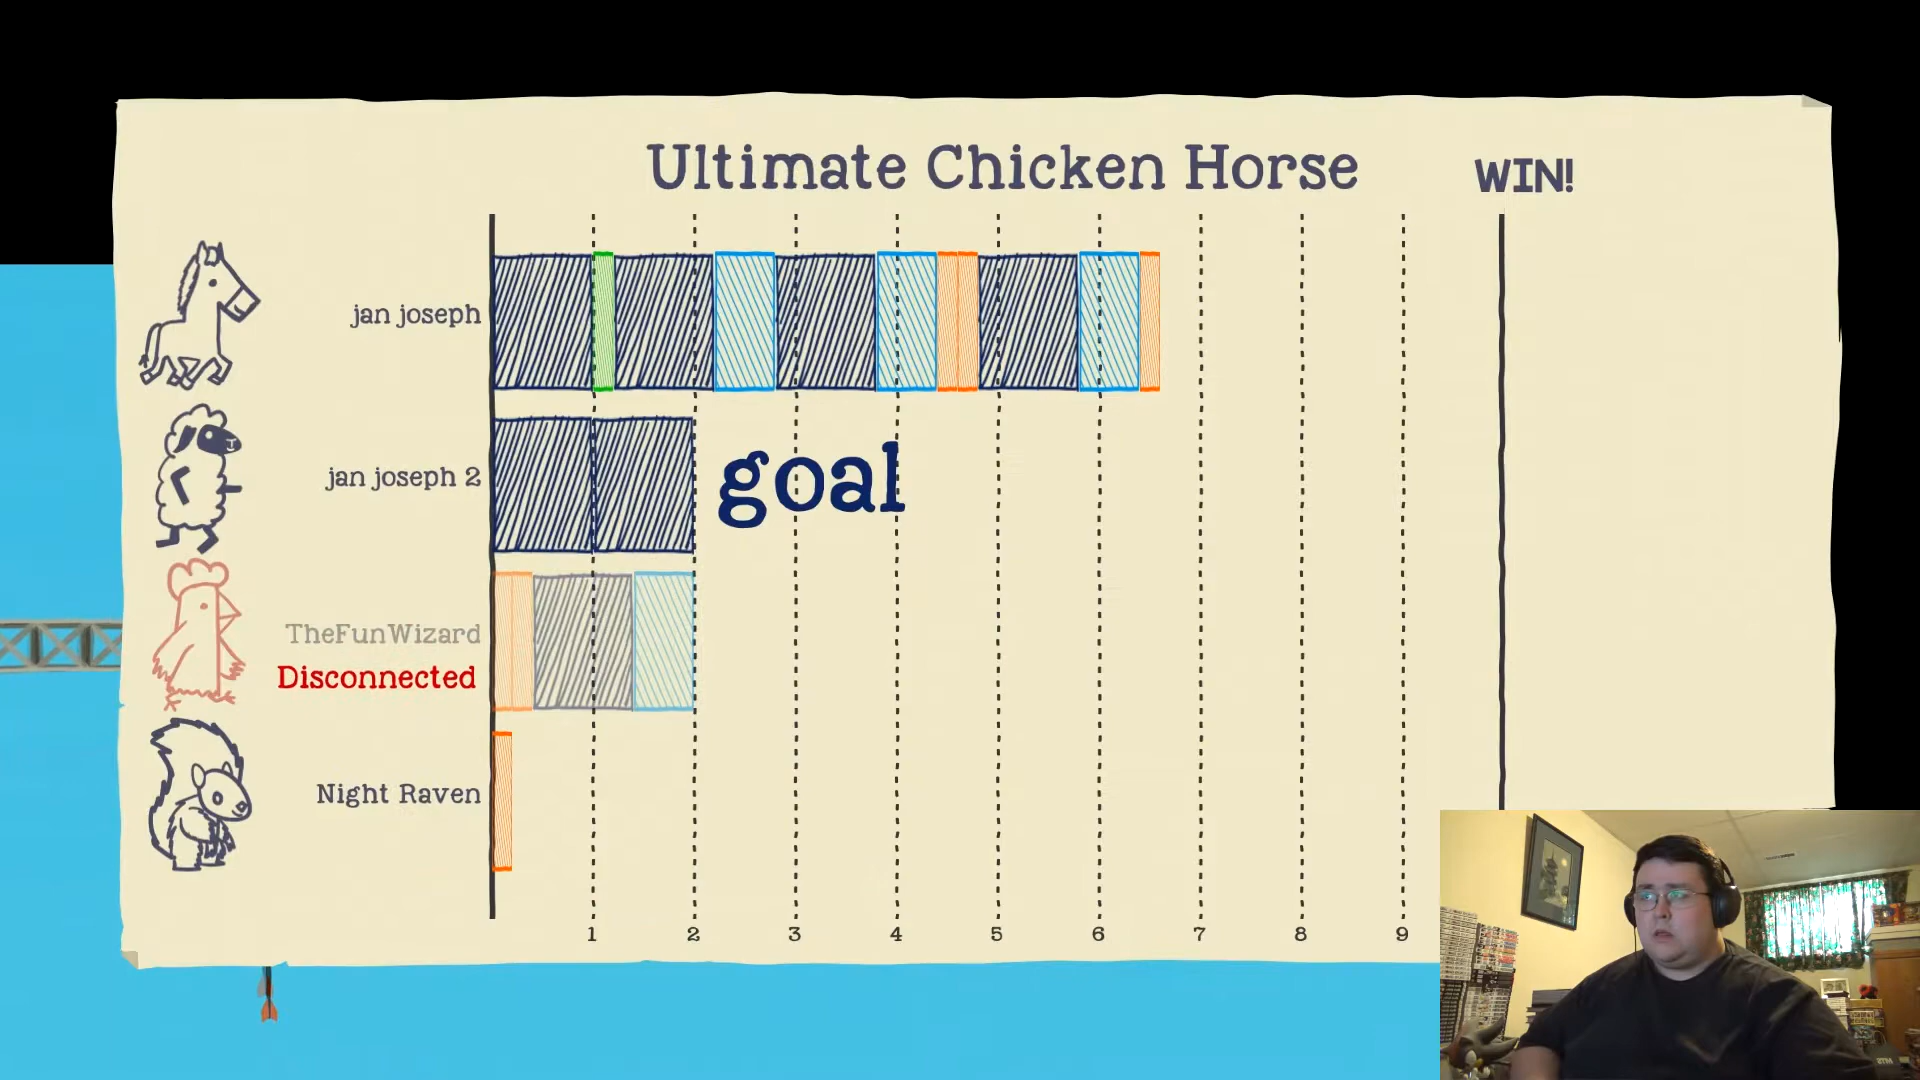 Ultimate Chicken Horse
WIN!
jan joseph
jan joseph 2
goal
TheFunWizard
Disconnected
Night Raven
1 2 3 4 5 6 7 8 9